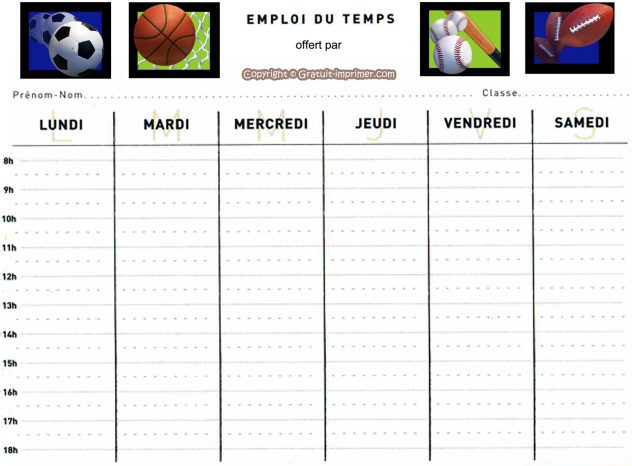 EMPLOI DU TEMPS
offert par
Copyright © Gratuit-imprimer.com
Prénom-Nom........................................................ Classe....................
L M M J V S
LUNDI MARDI MERCREDI JEUDI VENDREDI SAMEDI
8h
9h
10h
11h
12h
13h
14h
15h
16h
17h
18h